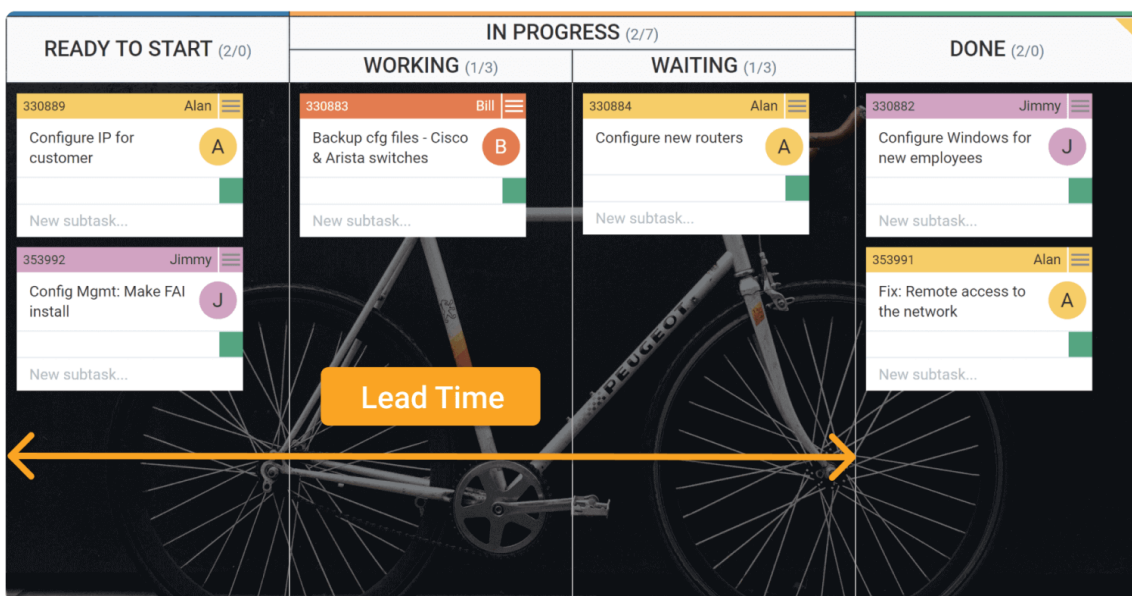 READY TO START (2/0)
IN PROGRESS (2/7)
WORKING (1/3)
WAITING (1/3)
DONE (2/0)
330889 Alan
Configure IP for
customer
A
New subtask...
353992 Jimmy
Config Mgmt: Make FAI
install
J
New subtask...
330883 Bill
Backup cfg files - Cisco
& Arista switches
B
New subtask...
330884 Alan
Configure new routers
A
New subtask...
330882 Jimmy
Configure Windows for
new employees
J
New subtask...
353991 Alan
Fix: Remote access to
the network
A
New subtask...
Lead Time
PEUGEOT